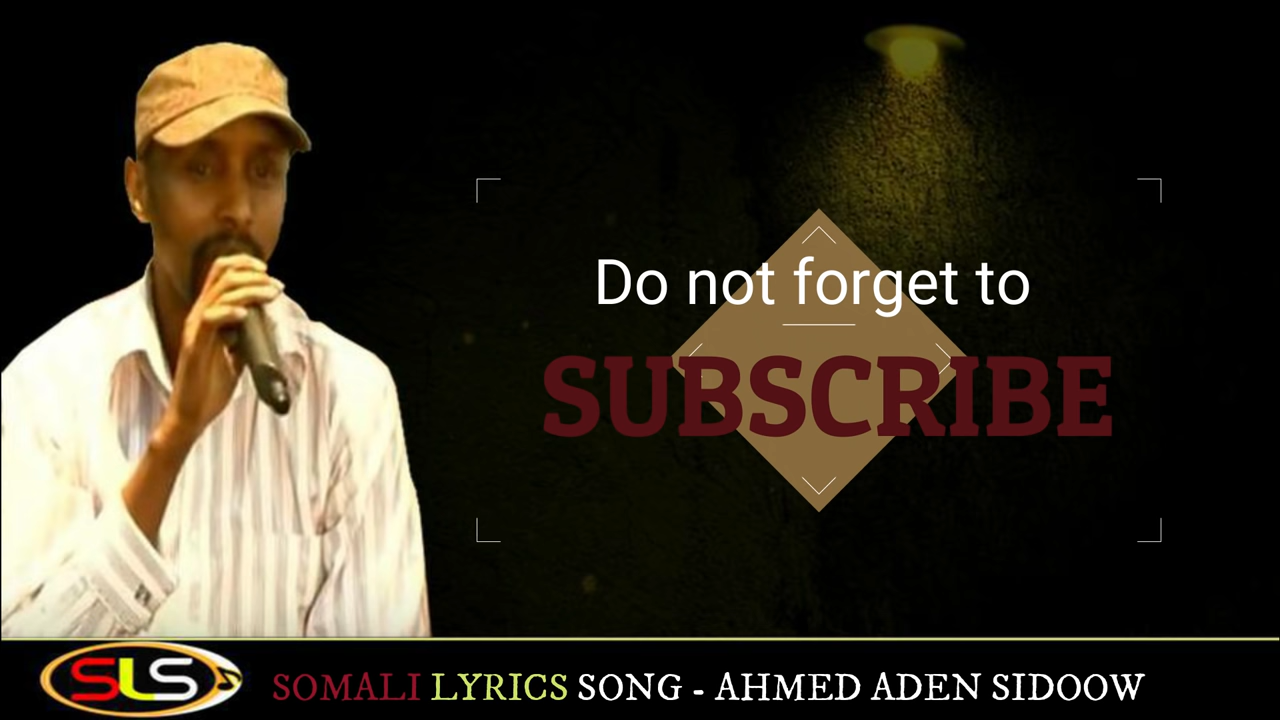 Do not forget to
SUBSCRIBE
SLS
SOMALI LYRICS SONG - AHMED ADEN SIDOOW